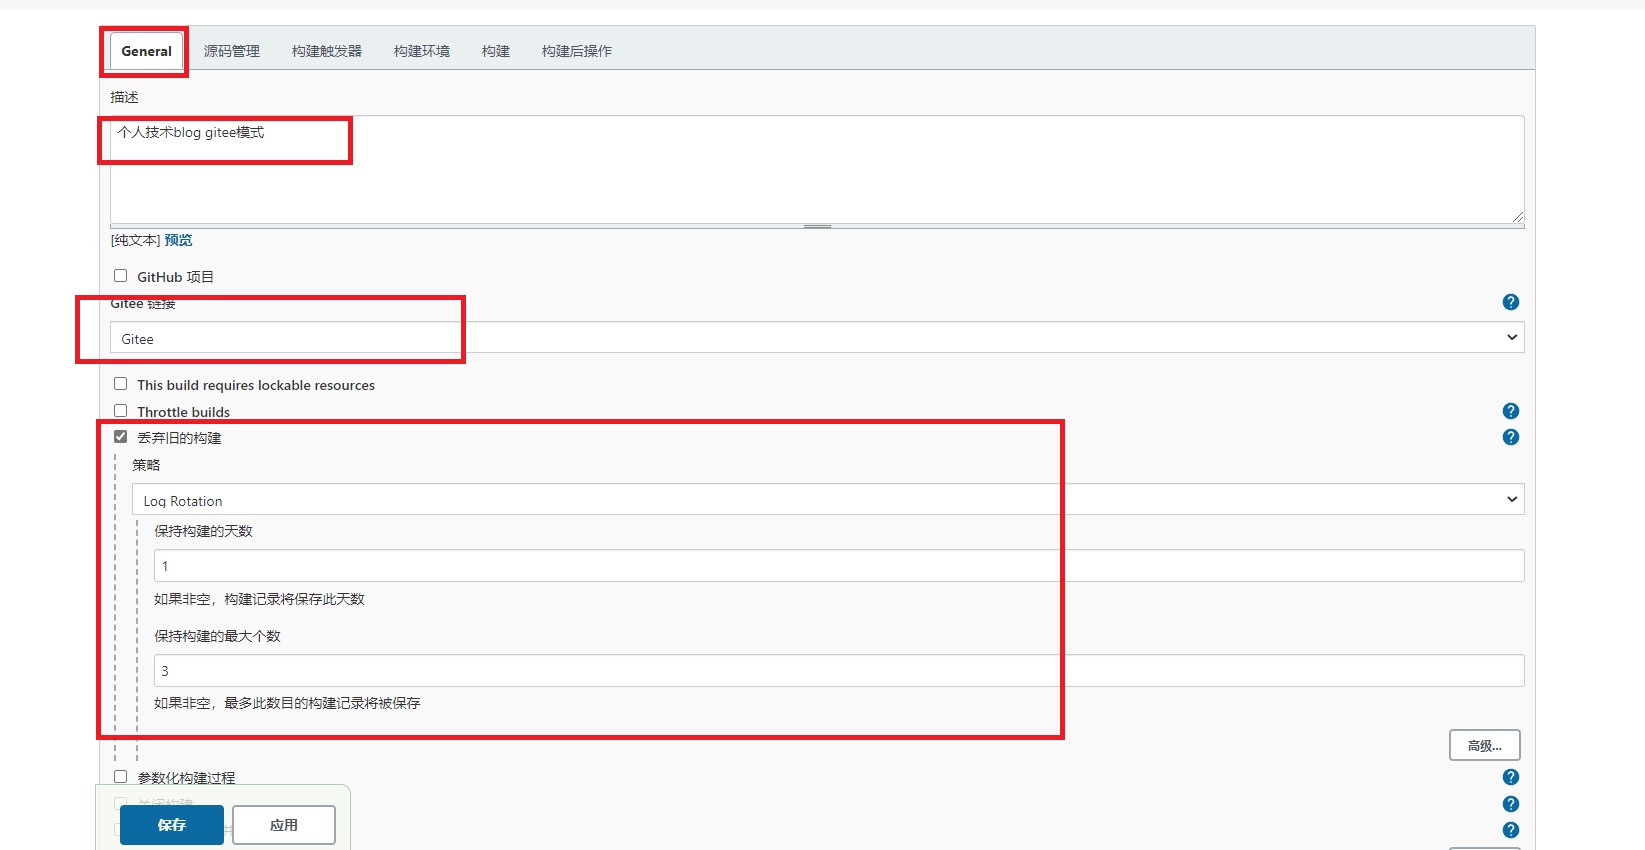 General 源码管理 构建触发器 构建环境 构建 构建后操作
描述
个人技术blog gitee模式
[纯文本] 预览
GitHub 项目
Gitee 链接
Gitee
This build requires lockable resources
Throttle builds
丢弃旧的构建
策略
Log Rotation
保持构建的天数
1
如果非空，构建记录将保存此天数
保持构建的最大个数
3
如果非空，最多此数目的构建记录将被保存
高级...
参数化构建过程
关闭构建
保存 应用